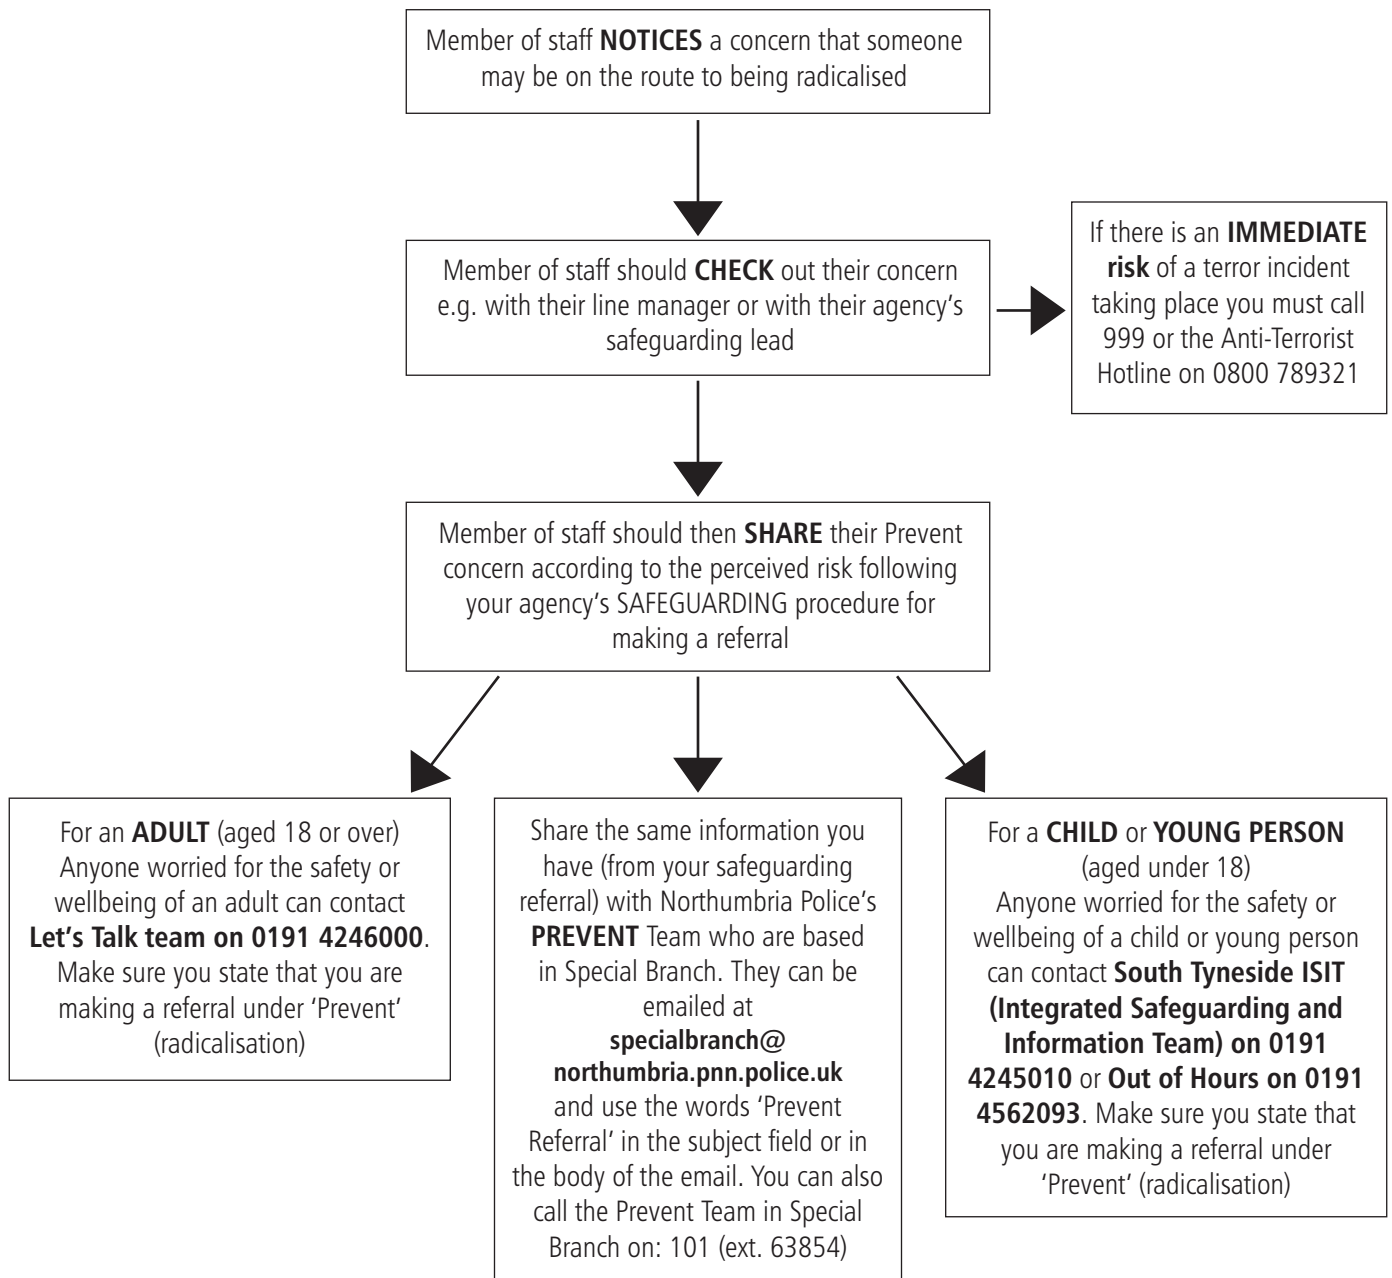 Member of staff NOTICES a concern that someone
may be on the route to being radicalised
Member of staff should CHECK out their concern
e.g. with their line manager or with their agency's
safeguarding lead
If there is an IMMEDIATE
risk of a terror incident
taking place you must call
999 or the Anti-Terrorist
Hotline on 0800 789321
Member of staff should then SHARE their Prevent
concern according to the perceived risk following
your agency's SAFEGUARDING procedure for
making a referral
For an ADULT (aged 18 or over)
Anyone worried for the safety or
wellbeing of an adult can contact
Let's Talk team on 0191 4246000.
Make sure you state that you are
making a referral under 'Prevent'
(radicalisation)
Share the same information you
have (from your safeguarding
referral) with Northumbria Police's
PREVENT Team who are based
in Special Branch. They can be
emailed at
specialbranch@
northumbria.pnn.police.uk
and use the words 'Prevent
Referral' in the subject field or in
the body of the email. You can also
call the Prevent Team in Special
Branch on: 101 (ext. 63854)
For a CHILD or YOUNG PERSON
(aged under 18)
Anyone worried for the safety or
wellbeing of a child or young person
can contact South Tyneside ISIT
(Integrated Safeguarding and
Information Team) on 0191
4245010 or Out of Hours on 0191
4562093. Make sure you state that
you are making a referral under
'Prevent' (radicalisation)